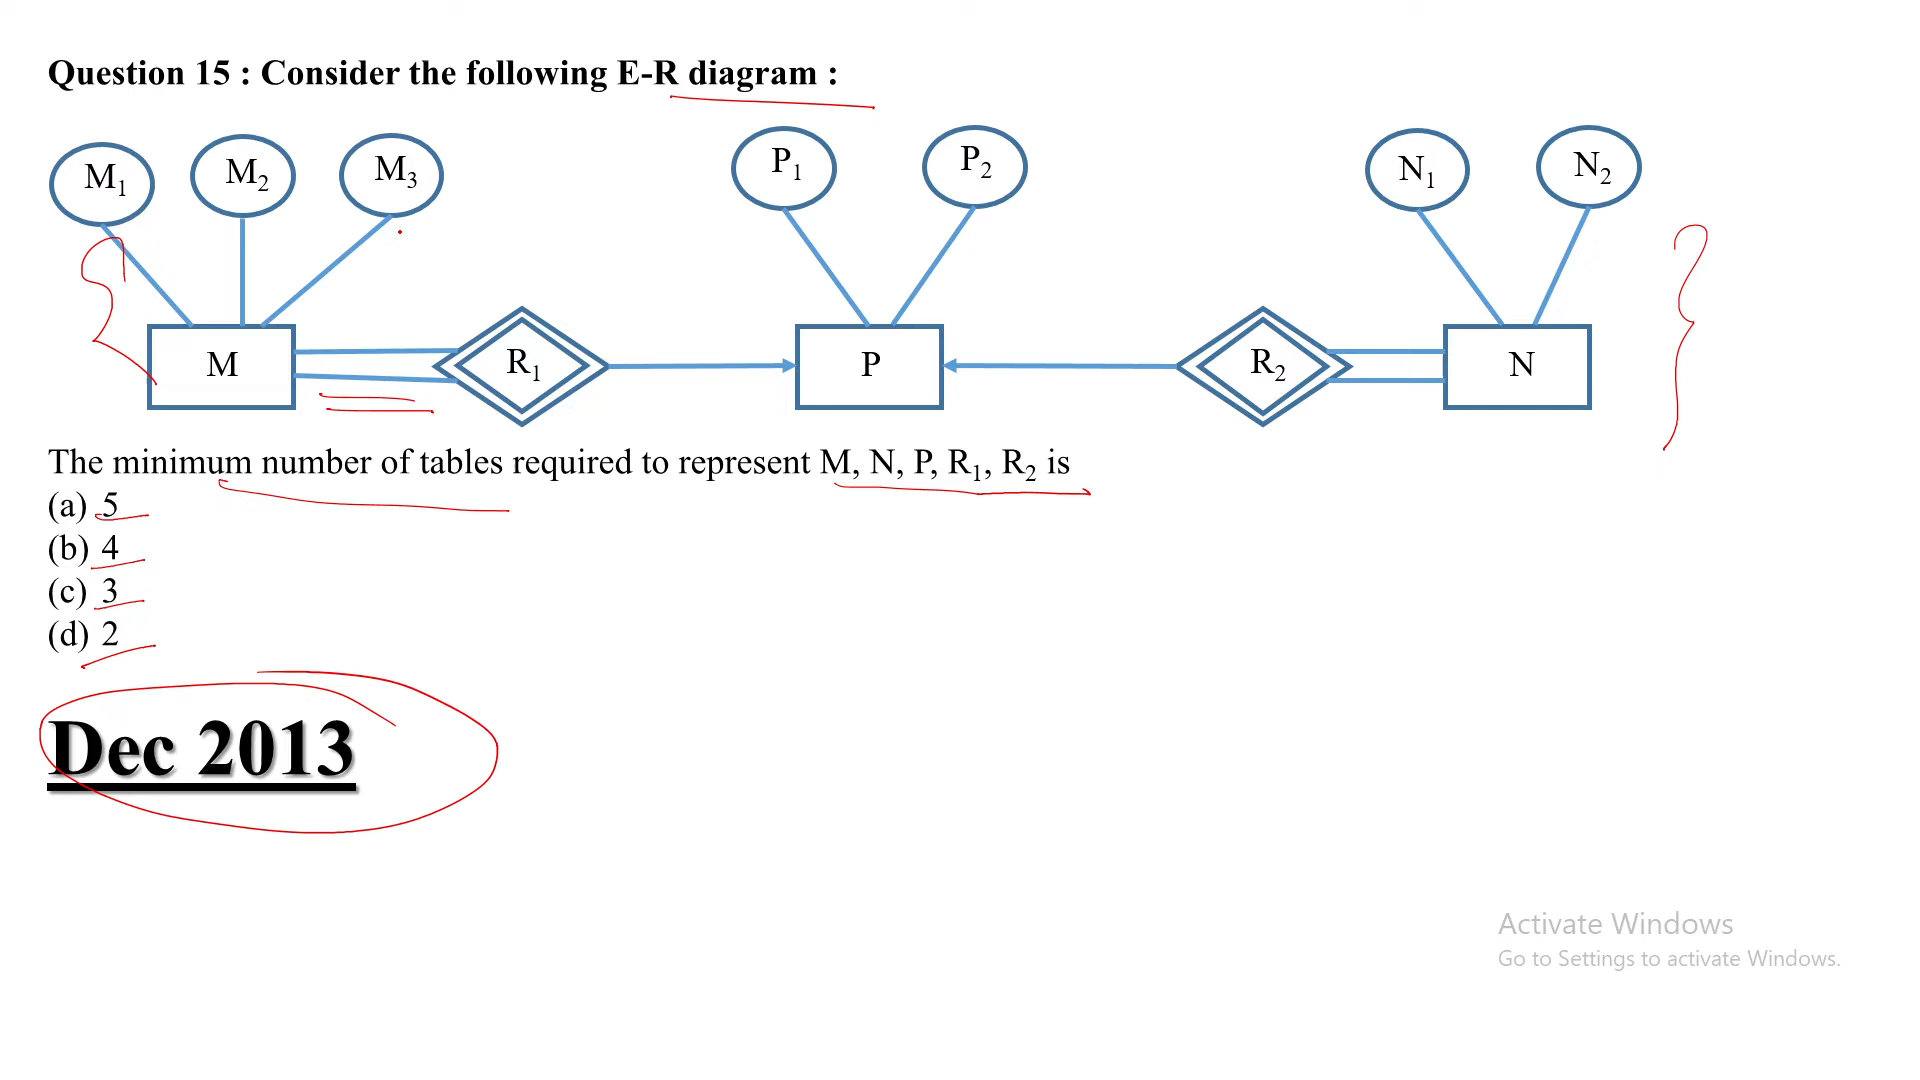 Question 15 : Consider the following E-R diagram :
M₁ M₂ M₃ P₁ P₂ N₁ N₂
M R₁ P R₂ N
The minimum number of tables required to represent M, N, P, R₁, R₂ is
(a) 5
(b) 4
(c) 3
(d) 2
Dec 2013
Activate Windows
Go to Settings to activate Windows.